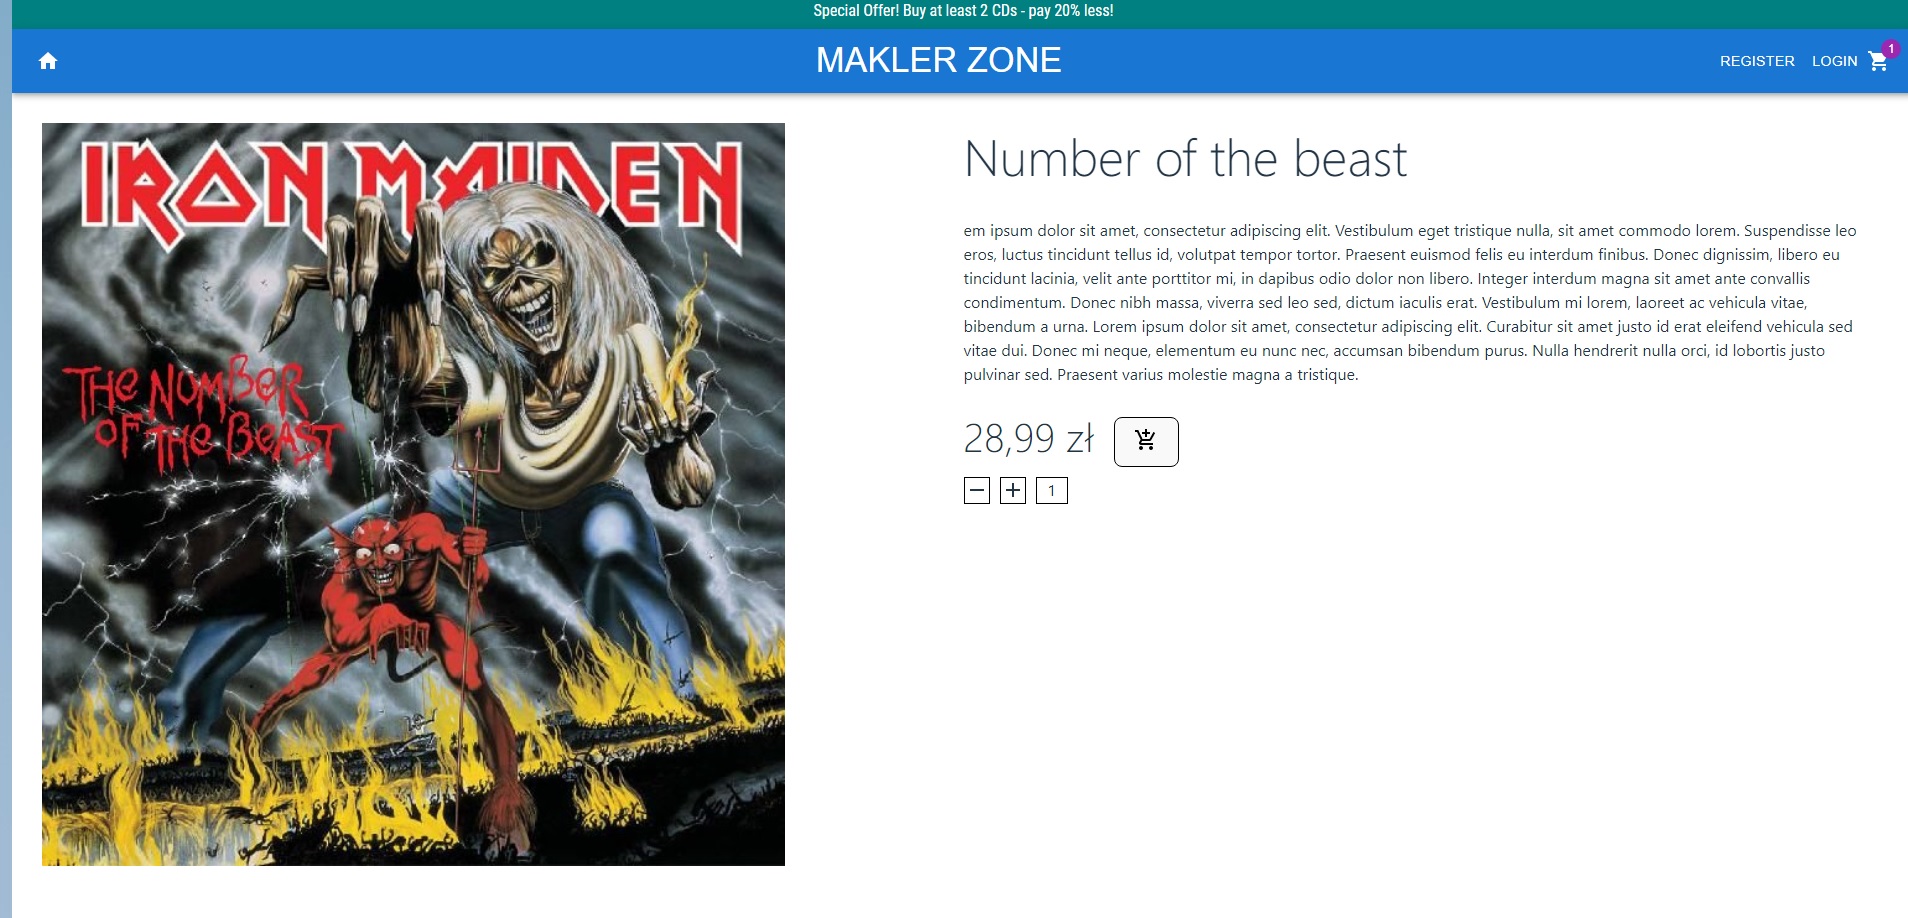 Special Offer! Buy at least 2 CDs - pay 20% less!
MAKLER ZONE
REGISTER LOGIN 1
IRON MAIDEN
THE NUMBER
OF THE BEAST
Number of the beast
em ipsum dolor sit amet, consectetur adipiscing elit. Vestibulum eget tristique nulla, sit amet commodo lorem. Suspendisse leo
eros, luctus tincidunt tellus id, volutpat tempor tortor. Praesent euismod felis eu interdum finibus. Donec dignissim, libero eu
tincidunt lacinia, velit ante porttitor mi, in dapibus odio dolor non libero. Integer interdum magna sit amet ante convallis
condimentum. Donec nibh massa, viverra sed leo sed, dictum iaculis erat. Vestibulum mi lorem, laoreet ac vehicula vitae,
bibendum a urna. Lorem ipsum dolor sit amet, consectetur adipiscing elit. Curabitur sit amet justo id erat eleifend vehicula sed
vitae dui. Donec mi neque, elementum eu nunc nec, accumsan bibendum purus. Nulla hendrerit nulla orci, id lobortis justo
pulvinar sed. Praesent varius molestie magna a tristique.
28,99 zł
1